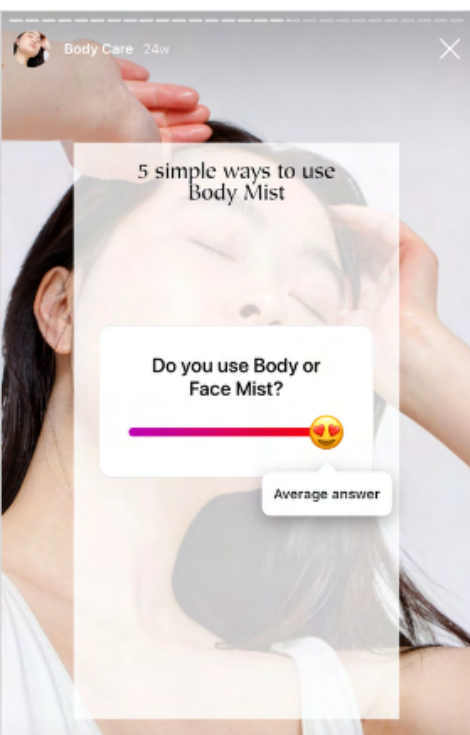 Body Care 24w
5 simple ways to use
Body Mist
Do you use Body or
Face Mist?
Average answer